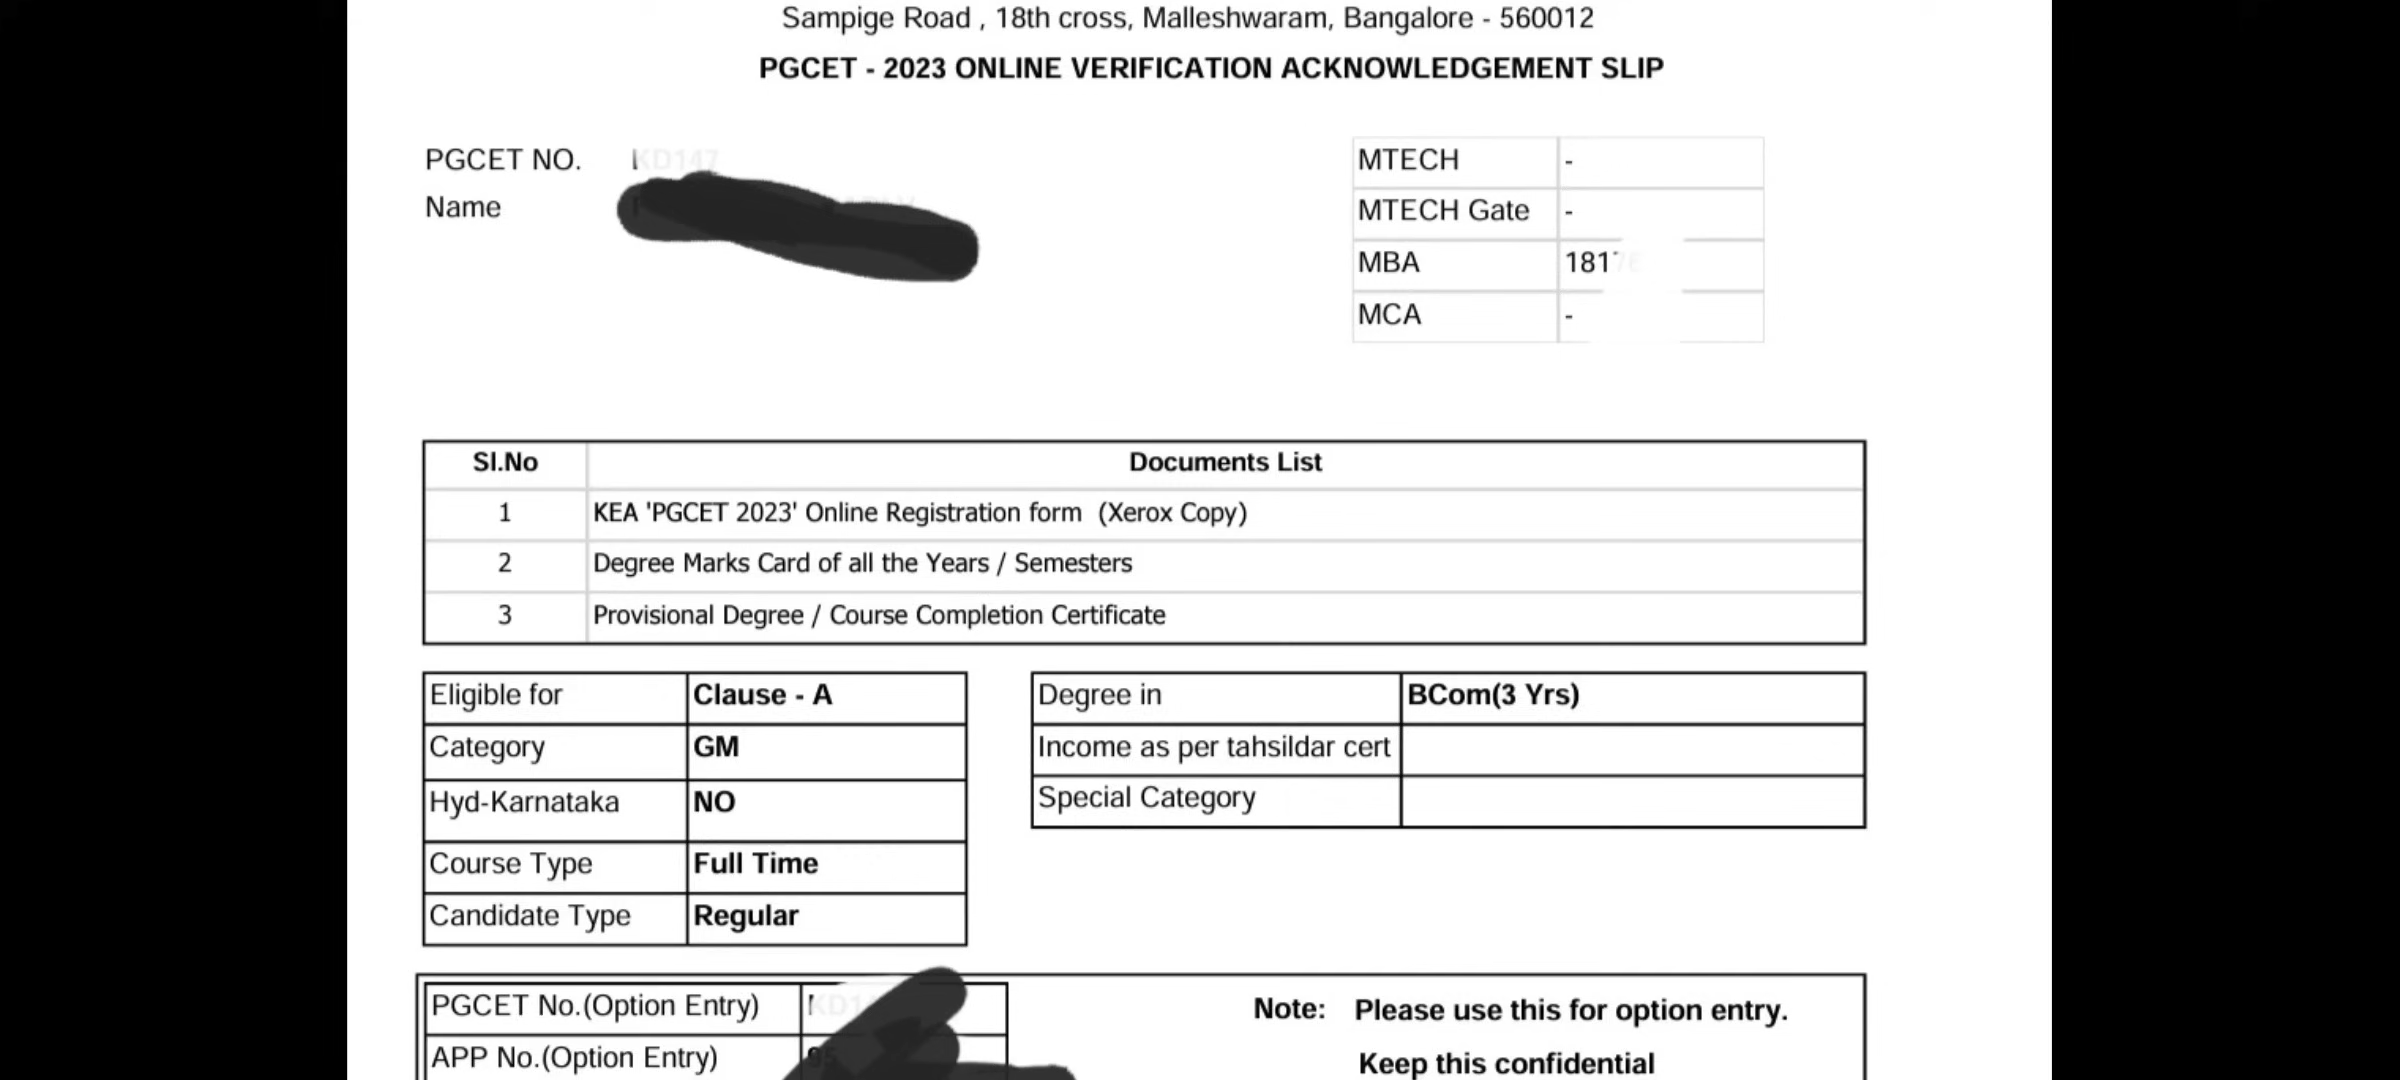 Sampige Road , 18th cross, Malleshwaram, Bangalore - 560012
PGCET - 2023 ONLINE VERIFICATION ACKNOWLEDGEMENT SLIP
PGCET NO.
Name
MTECH -
MTECH Gate -
MBA
MCA -
Sl.No Documents List
1 KEA 'PGCET 2023' Online Registration form (Xerox Copy)
2 Degree Marks Card of all the Years / Semesters
3 Provisional Degree / Course Completion Certificate
Eligible for Clause - A
Category GM
Hyd-Karnataka NO
Course Type Full Time
Candidate Type Regular
Degree in BCom(3 Yrs)
Income as per tahsildar cert
Special Category
PGCET No.(Option Entry)
APP No.(Option Entry)
Note: Please use this for option entry.
Keep this confidential